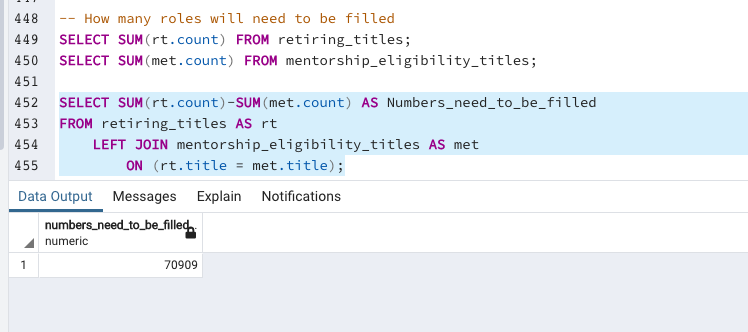 448 -- How many roles will need to be filled
449 SELECT SUM(rt.count) FROM retiring_titles;
450 SELECT SUM(met.count) FROM mentorship_eligibility_titles;
451
452 SELECT SUM(rt.count)-SUM(met.count) AS Numbers_need_to_be_filled
453 FROM retiring_titles AS rt
454 LEFT JOIN mentorship_eligibility_titles AS met
455 ON (rt.title = met.title);
Data Output Messages Explain Notifications
numbers_need_to_be_filled
numeric
1 70909